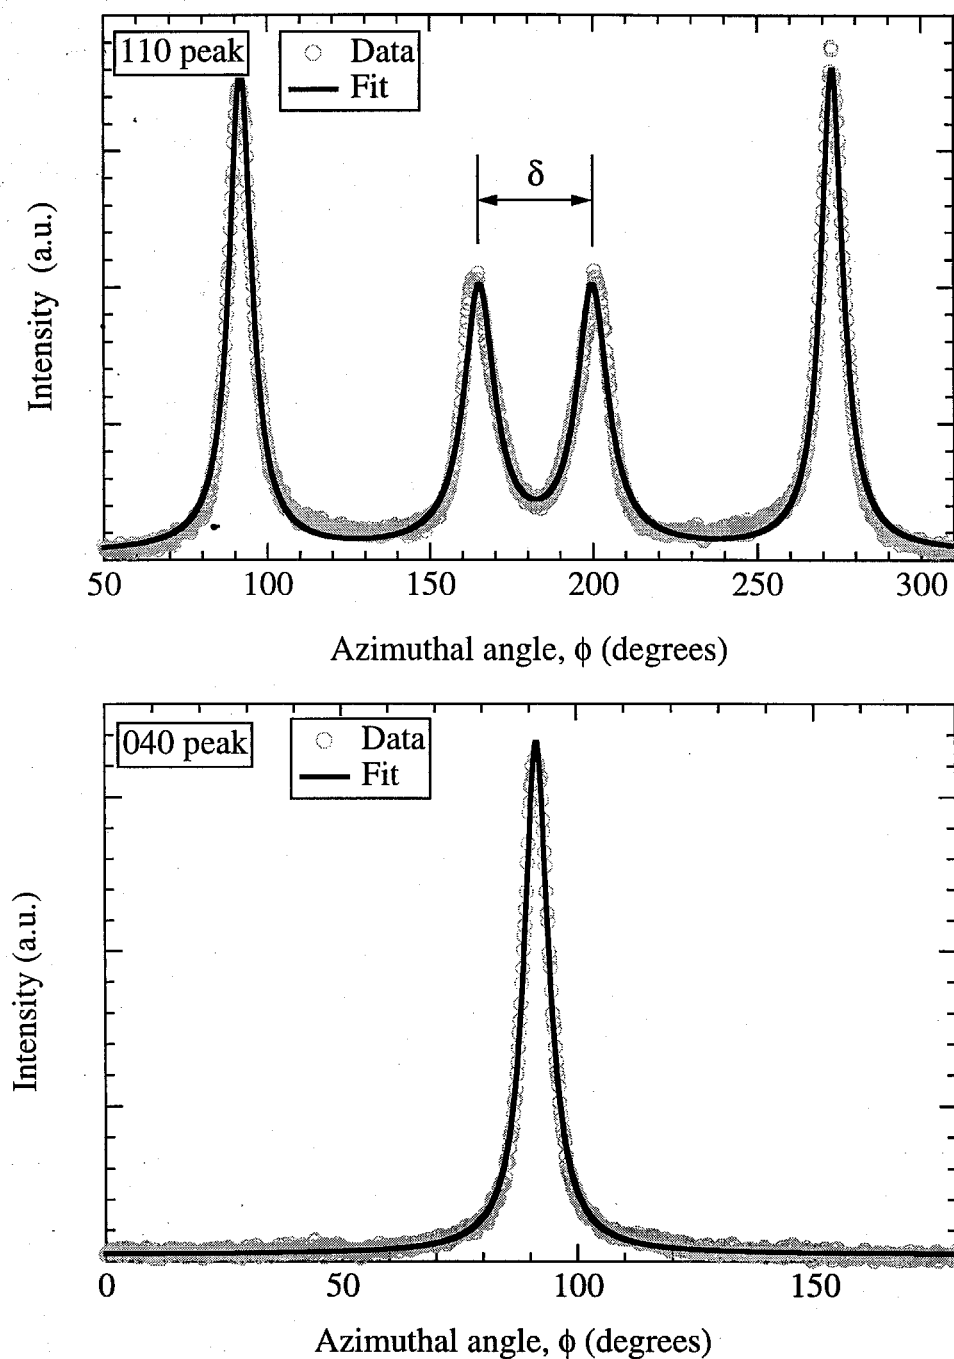 110 peak
Data
Fit
δ
Intensity (a.u.)
50 100 150 200 250 300
Azimuthal angle, ϕ (degrees)
040 peak
Data
Fit
Intensity (a.u.)
0 50 100 150
Azimuthal angle, ϕ (degrees)